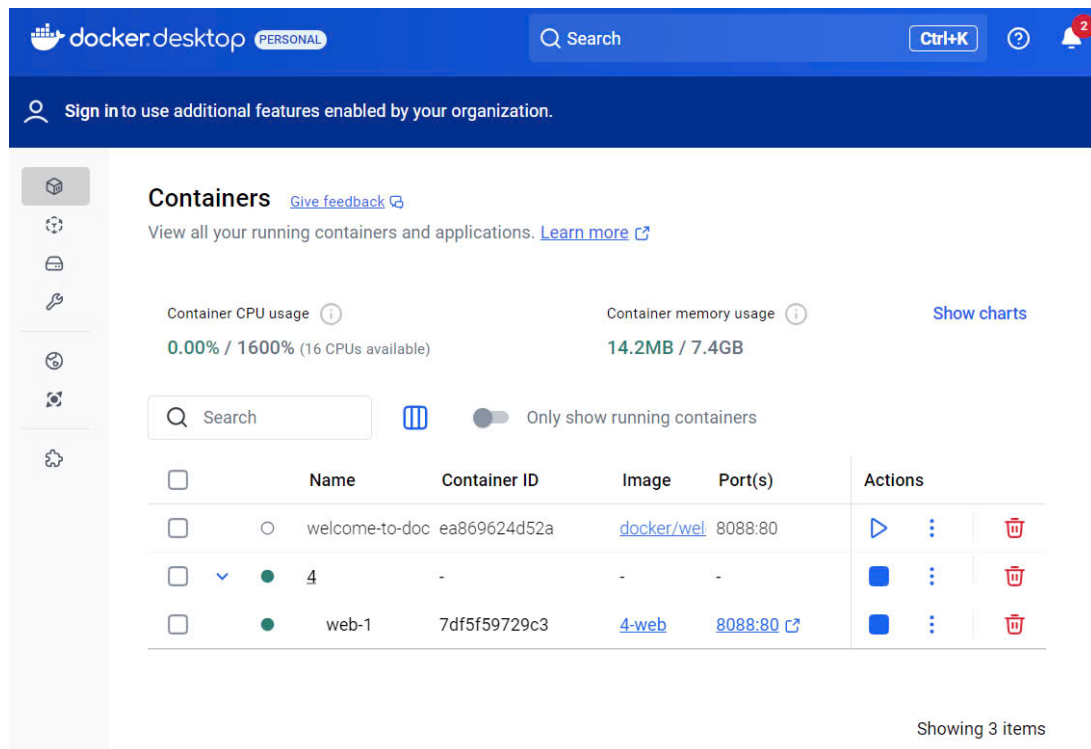 docker.desktop PERSONAL Search Ctrl+K 2
Sign in to use additional features enabled by your organization.
Containers Give feedback
View all your running containers and applications. Learn more
Container CPU usage Container memory usage Show charts
0.00% / 1600% (16 CPUs available) 14.2MB / 7.4GB
Search Only show running containers
Name Container ID Image Port(s) Actions
welcome-to-doc ea869624d52a docker/wel 8088:80
4 - - -
web-1 7df5f59729c3 4-web 8088:80
Showing 3 items